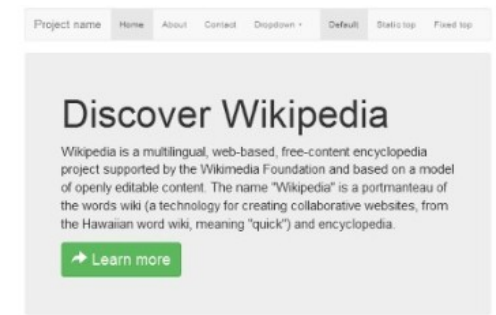 Project name Home About Contact Dropdown Default Static top Fixed top
Discover Wikipedia
Wikipedia is a multilingual, web-based, free-content encyclopedia
project supported by the Wikimedia Foundation and based on a model
of openly editable content. The name "Wikipedia" is a portmanteau of
the words wiki (a technology for creating collaborative websites, from
the Hawaiian word wiki, meaning "quick") and encyclopedia.
Learn more